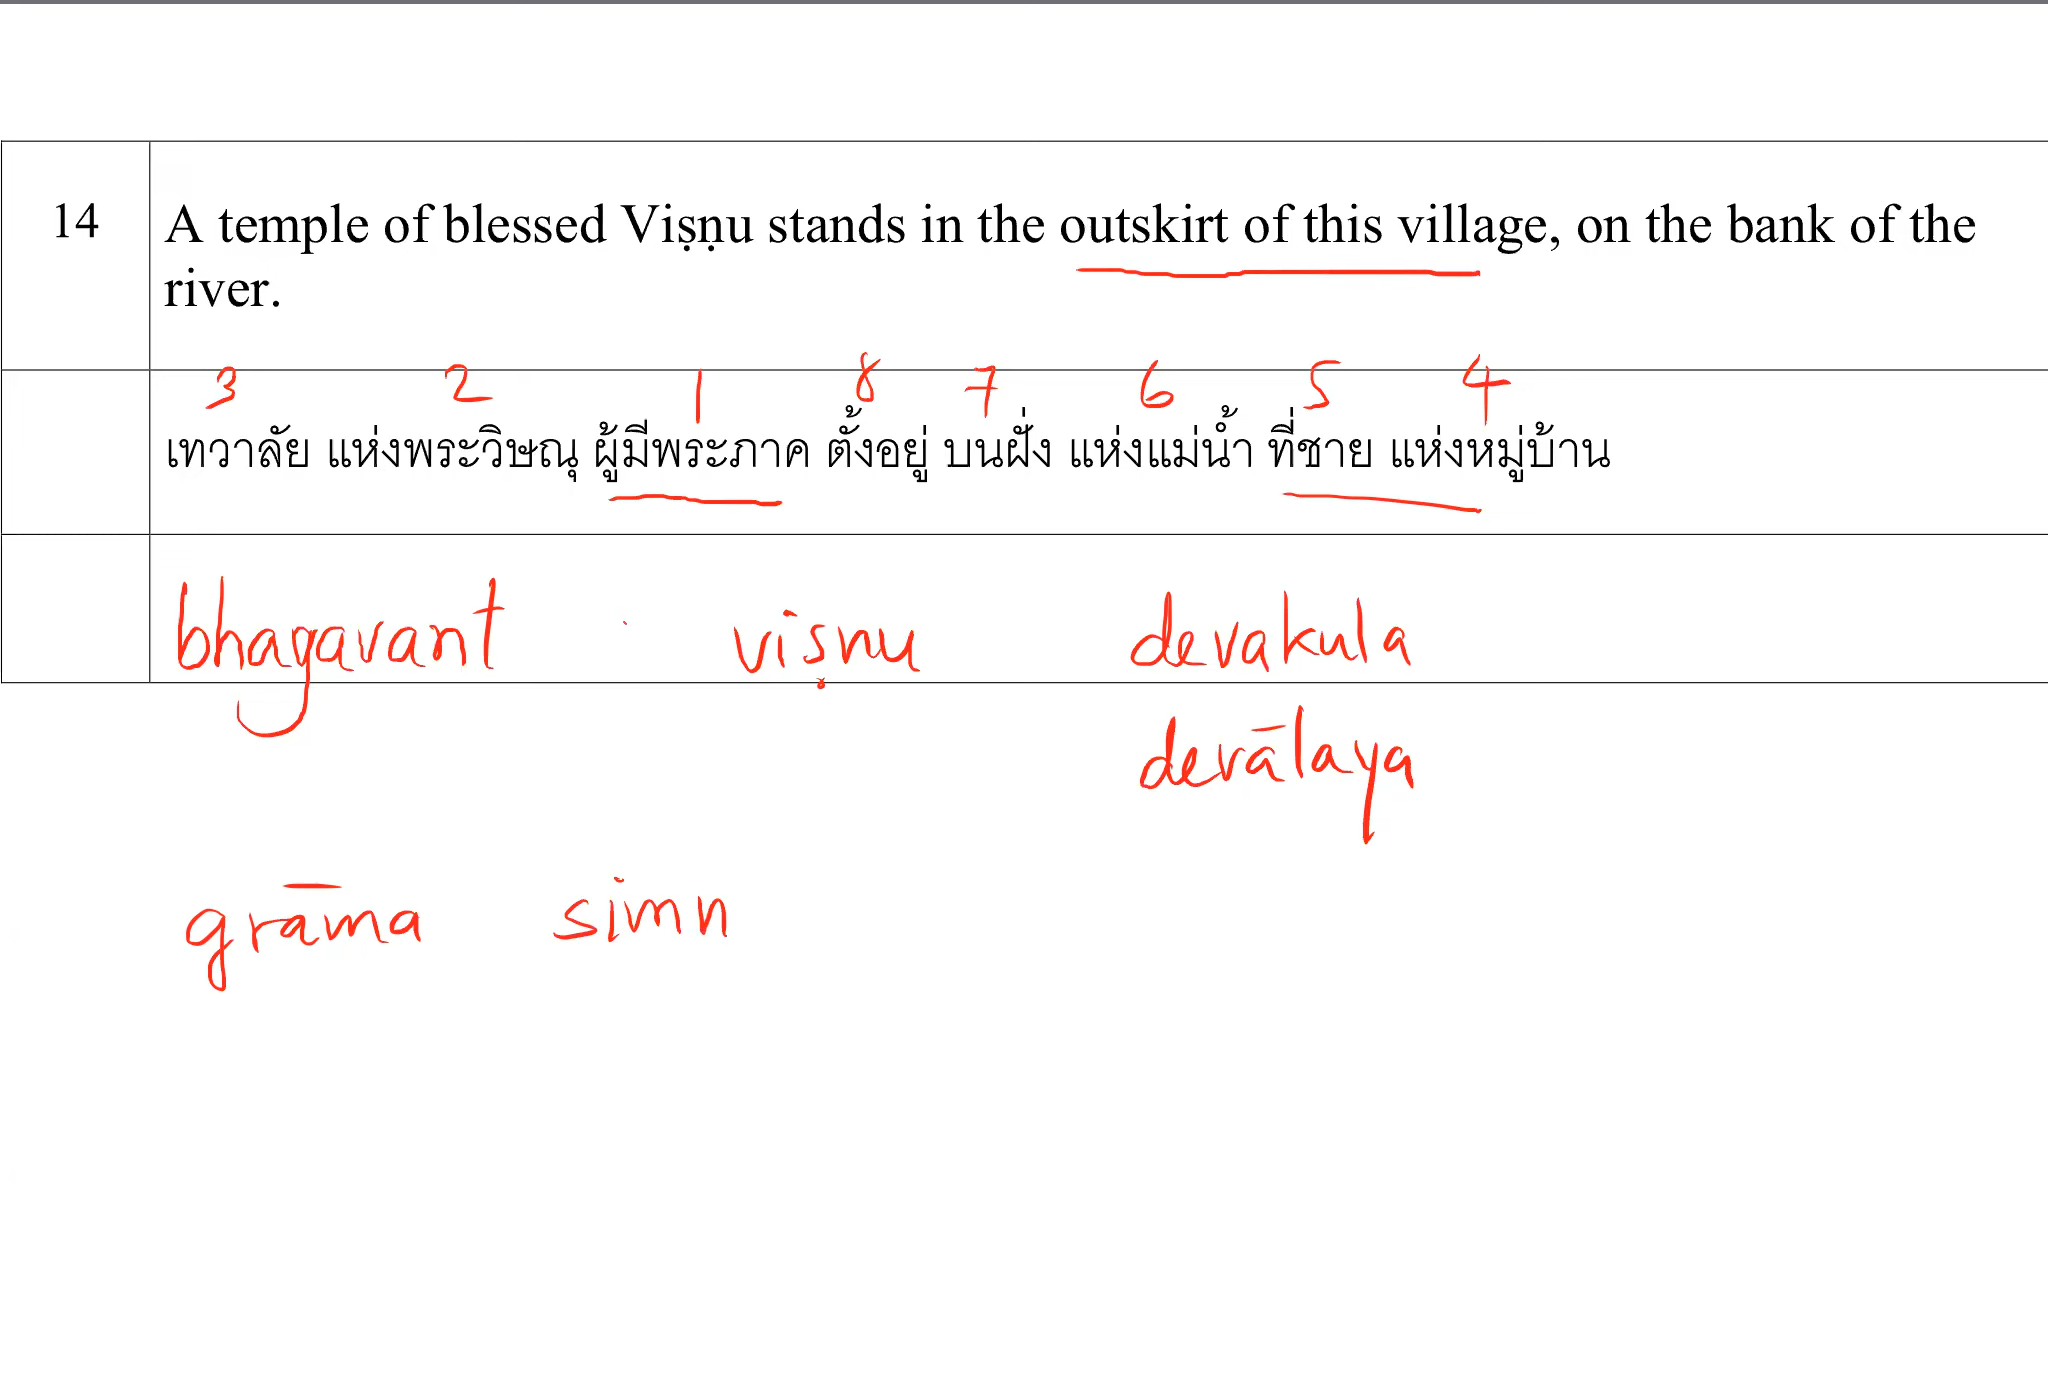 14 A temple of blessed Viṣṇu stands in the outskirt of this village, on the bank of the
river.
3 2 1 8 7 6 5 4
เทวาลัย แห่งพระวิษณุ ผู้มีพระภาค ตั้งอยู่ บนฝั่ง แห่งแม่น้ำ ที่ชาย แห่งหมู่บ้าน
bhagavant viṣnu devakula
devālaya
grāma simn